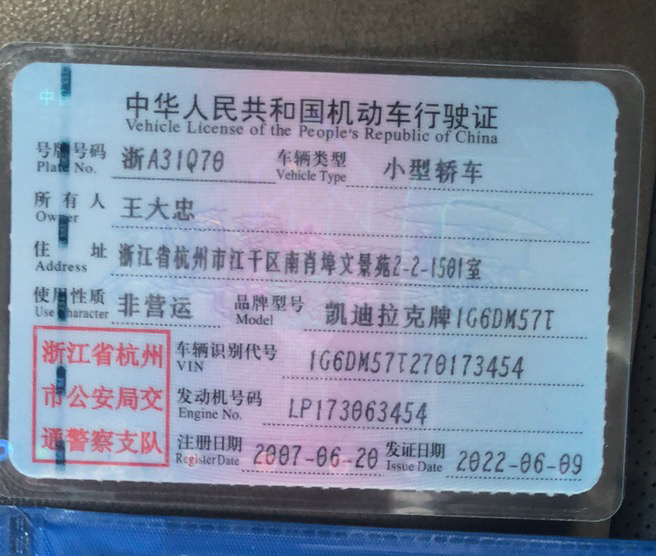 中华人民共和国机动车行驶证
Vehicle License of the People's Republic of China
号牌号码 浙A31Q70 车辆类型 小型轿车
Plate No. Vehicle Type
所有人 王大忠
Owner
住址 浙江省杭州市江干区南肖埠文景苑2-2-1501室
Address
使用性质 非营运 品牌型号 凯迪拉克牌1G6DM57T
Use Character Model
浙江省杭州
市公安局交
通警察支队
车辆识别代号 1G6DM57T270173454
VIN
发动机号码 LP173063454
Engine No.
注册日期 2007-06-20 发证日期 2022-06-09
Register Date Issue Date